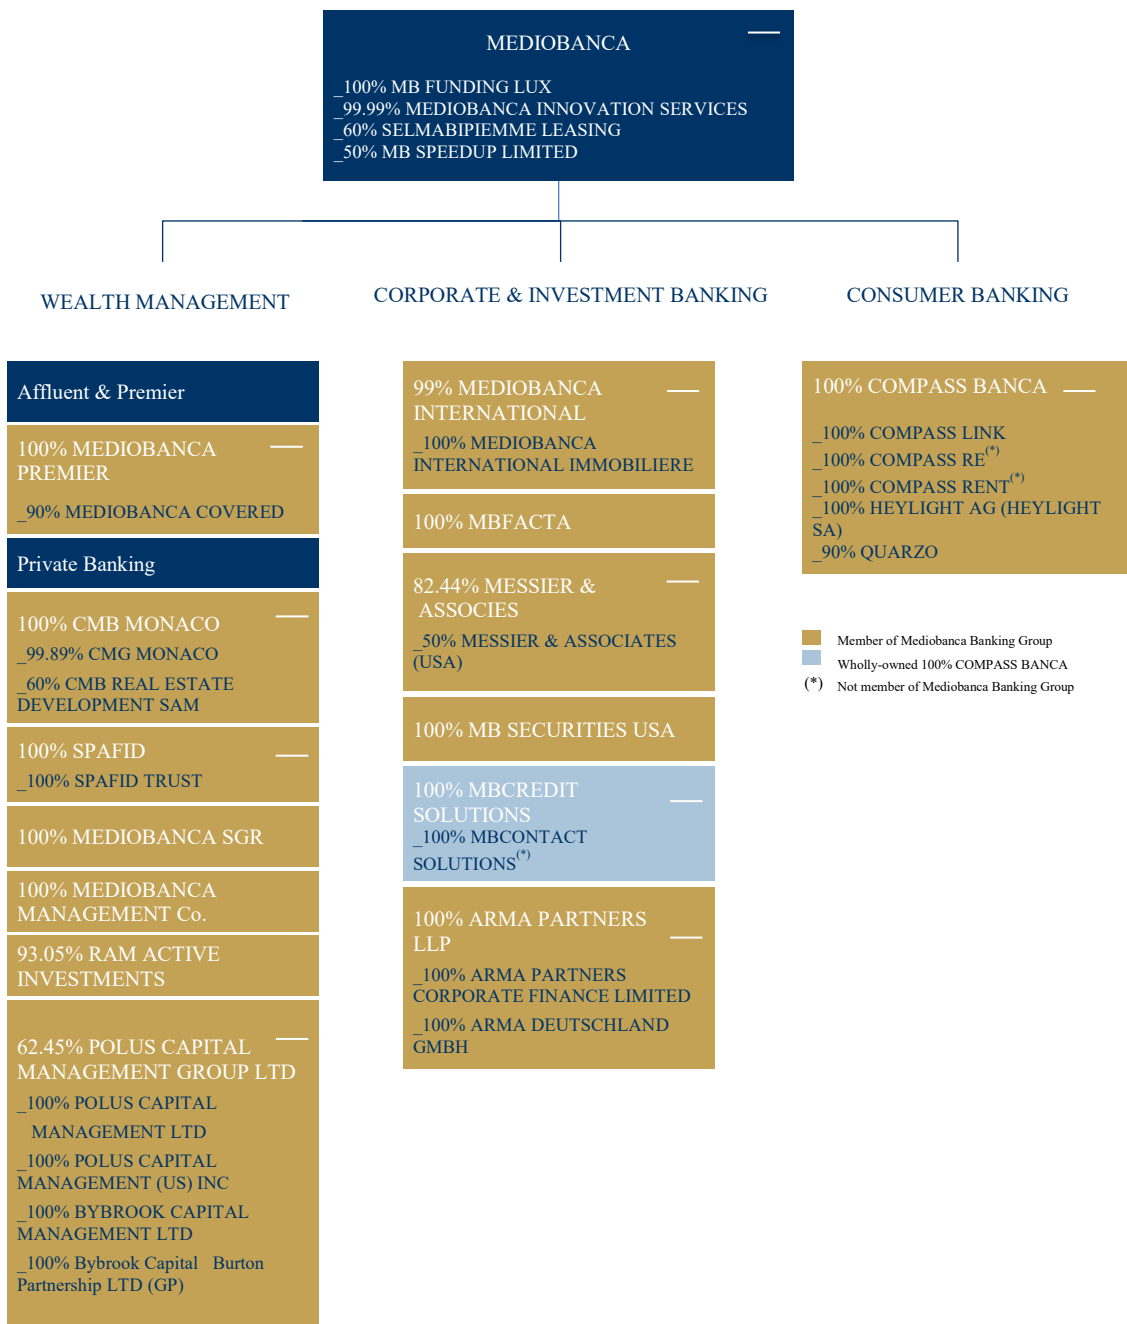 MEDIOBANCA
_100% MB FUNDING LUX
_99.99% MEDIOBANCA INNOVATION SERVICES
_60% SELMABIPIEMME LEASING
_50% MB SPEEDUP LIMITED
WEALTH MANAGEMENT
Affluent & Premier
100% MEDIOBANCA
PREMIER
_90% MEDIOBANCA COVERED
Private Banking
100% CMB MONACO
_99.89% CMG MONACO
_60% CMB REAL ESTATE
DEVELOPMENT SAM
100% SPAFID
_100% SPAFID TRUST
100% MEDIOBANCA SGR
100% MEDIOBANCA
MANAGEMENT Co.
93.05% RAM ACTIVE
INVESTMENTS
62.45% POLUS CAPITAL
MANAGEMENT GROUP LTD
_100% POLUS CAPITAL
MANAGEMENT LTD
_100% POLUS CAPITAL
MANAGEMENT (US) INC
_100% BYBROOK CAPITAL
MANAGEMENT LTD
_100% Bybrook Capital Burton
Partnership LTD (GP)
CORPORATE & INVESTMENT BANKING
99% MEDIOBANCA
INTERNATIONAL
_100% MEDIOBANCA
INTERNATIONAL IMMOBILIERE
100% MBFACTA
82.44% MESSIER &
ASSOCIES
_50% MESSIER & ASSOCIATES
(USA)
100% MB SECURITIES USA
100% MBCREDIT
SOLUTIONS
_100% MBCONTACT
SOLUTIONS(*)
100% ARMA PARTNERS
LLP
_100% ARMA PARTNERS
CORPORATE FINANCE LIMITED
_100% ARMA DEUTSCHLAND
GMBH
CONSUMER BANKING
100% COMPASS BANCA
_100% COMPASS LINK
_100% COMPASS RE(*)
_100% COMPASS RENT(*)
_100% HEYLIGHT AG (HEYLIGHT
SA)
_90% QUARZO
Member of Mediobanca Banking Group
Wholly-owned 100% COMPASS BANCA
(*) Not member of Mediobanca Banking Group